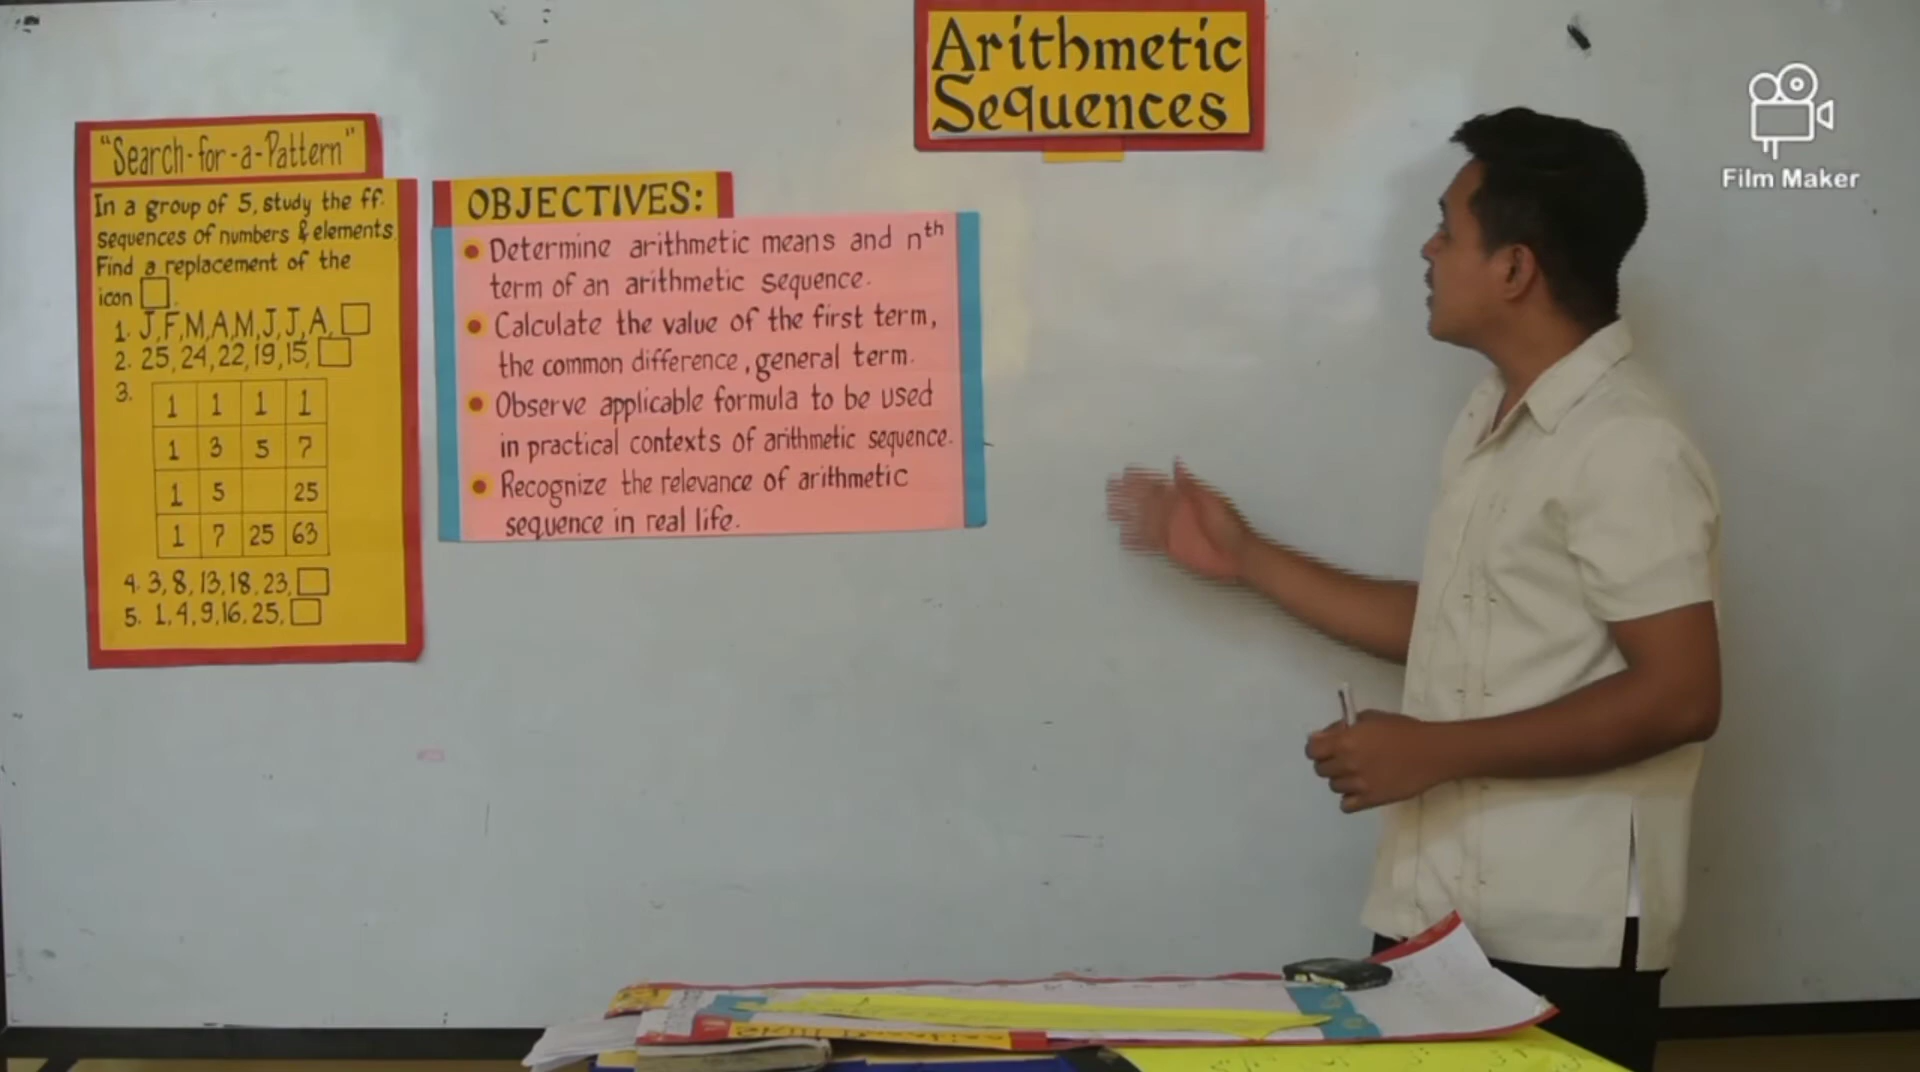 Arithmetic
Sequences
Film Maker
"Search-for-a-Pattern"
In a group of 5, study the ff.
sequences of numbers & elements
Find a replacement of the
icon □.
1. J,F,M,A,M,J,J,A, □
2. 25, 24, 22, 19, 15, □
3.
1 1 1 1
1 3 5 7
1 5 25
1 7 25 63
4. 3, 8, 13, 18, 23, □
5. 1, 4, 9, 16, 25, □
OBJECTIVES:
• Determine arithmetic means and nth
term of an arithmetic sequence.
• Calculate the value of the first term,
the common difference, general term.
• Observe applicable formula to be used
in practical contexts of arithmetic sequence.
• Recognize the relevance of arithmetic
sequence in real life.